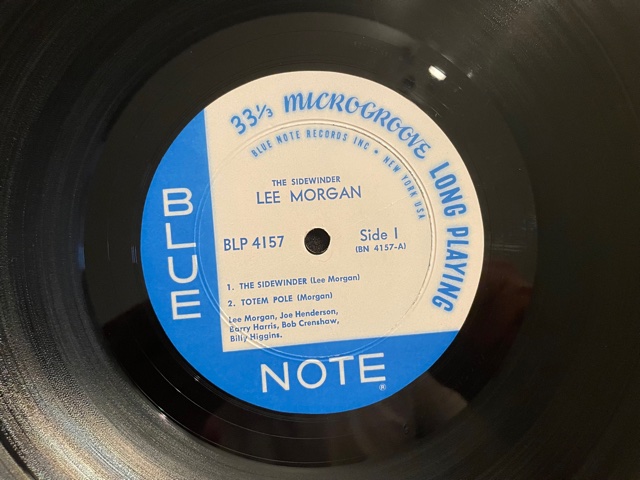 33⅓ MICROGROOVE LONG PLAYING
BLUE NOTE RECORDS INC • NEW YORK USA
THE SIDEWINDER
LEE MORGAN
BLP 4157
Side 1
(BN 4157-A)
1. THE SIDEWINDER (Lee Morgan)
2. TOTEM POLE (Morgan)
Lee Morgan, Joe Henderson,
Barry Harris, Bob Crenshaw,
Billy Higgins.
BLUE
NOTE®